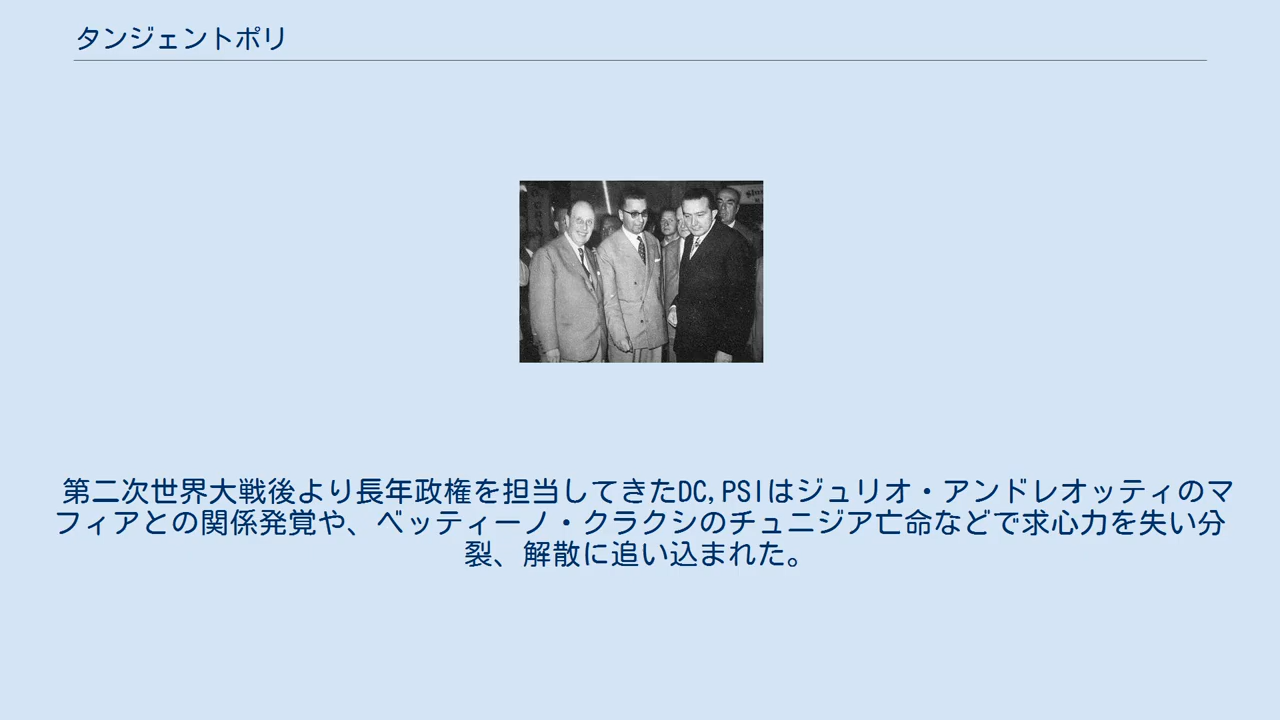 タンジェントポリ
第二次世界大戦後より長年政権を担当してきたDC,PSIはジュリオ・アンドレオッティのマ
フィアとの関係発覚や、ベッティーノ・クラクシのチュニジア亡命などで求心力を失い分
裂、解散に追い込まれた。